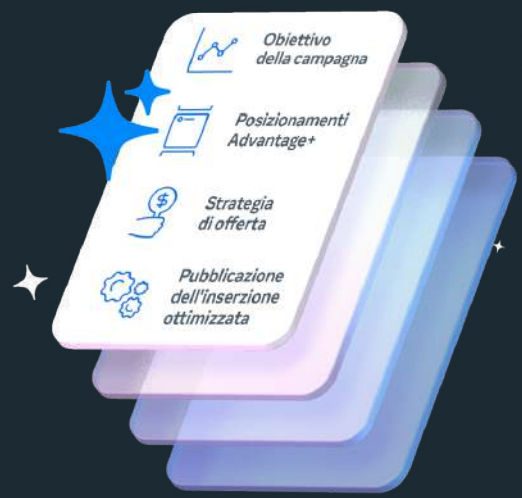 Obiettivo
della campagna
Posizionamenti
Advantage+
$
Strategia
di offerta
Pubblicazione
dell'inserzione
ottimizzata